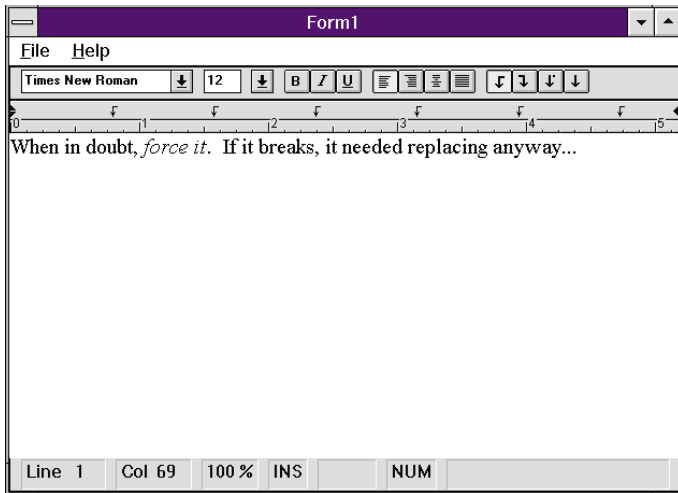 Form1
File Help
Times New Roman 12 B I U
0 1 2 3 4 5
When in doubt, force it.  If it breaks, it needed replacing anyway...
Line 1 Col 69 100 % INS NUM